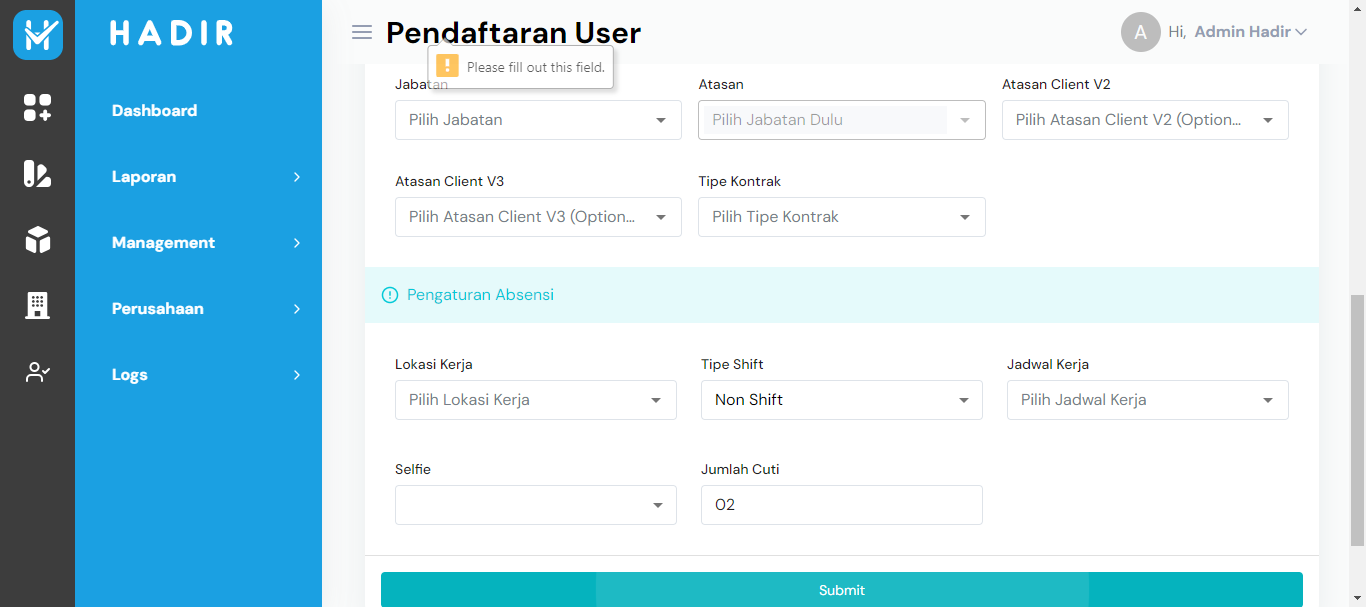 HADIR
Dashboard
Laporan
Management
Perusahaan
Logs
Pendaftaran User
A
Hi, Admin Hadir
Please fill out this field.
Jabatan
Pilih Jabatan
Atasan
Pilih Jabatan Dulu
Atasan Client V2
Pilih Atasan Client V2 (Option...
Atasan Client V3
Pilih Atasan Client V3 (Option...
Tipe Kontrak
Pilih Tipe Kontrak
Pengaturan Absensi
Lokasi Kerja
Pilih Lokasi Kerja
Tipe Shift
Non Shift
Jadwal Kerja
Pilih Jadwal Kerja
Selfie
Jumlah Cuti
02
Submit